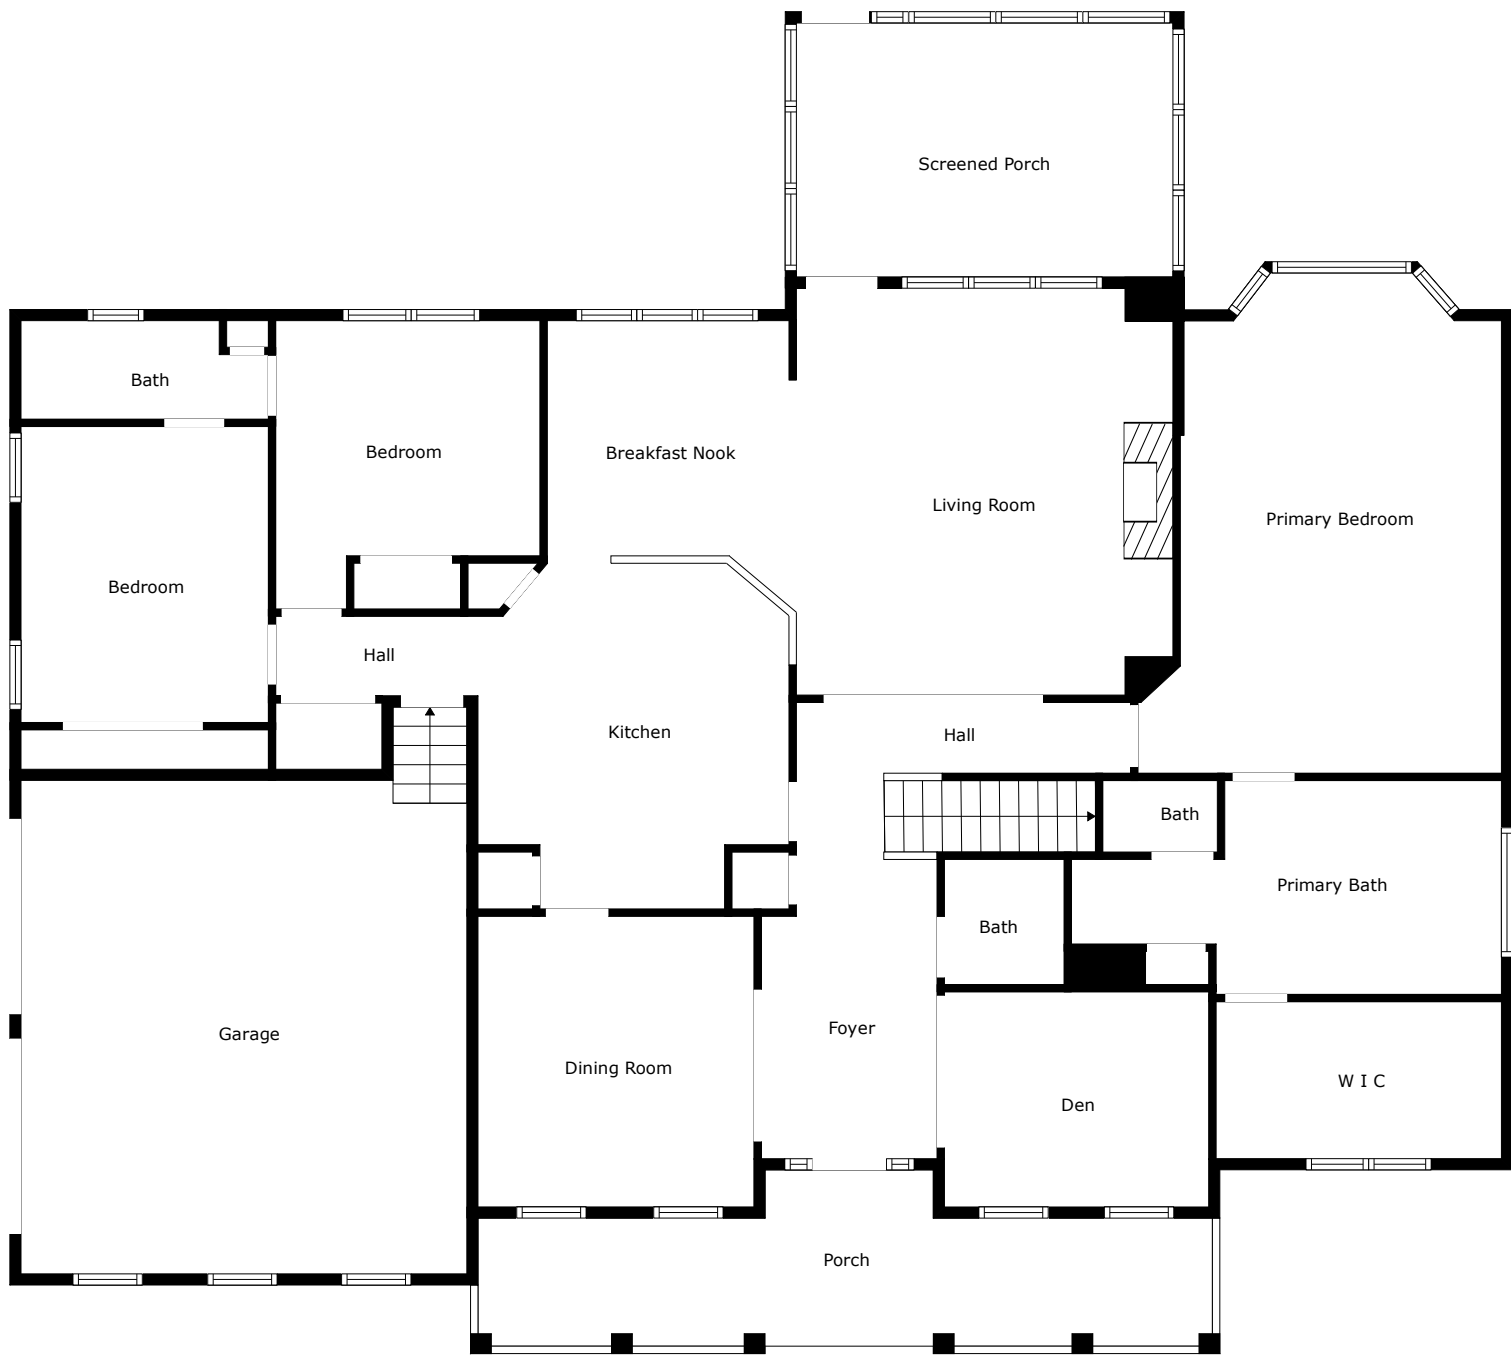 Screened Porch
Bath
Bedroom
Breakfast Nook
Living Room
Primary Bedroom
Bedroom
Hall
Kitchen
Hall
Bath
Primary Bath
Bath
Garage
Foyer
Dining Room
W I C
Den
Porch